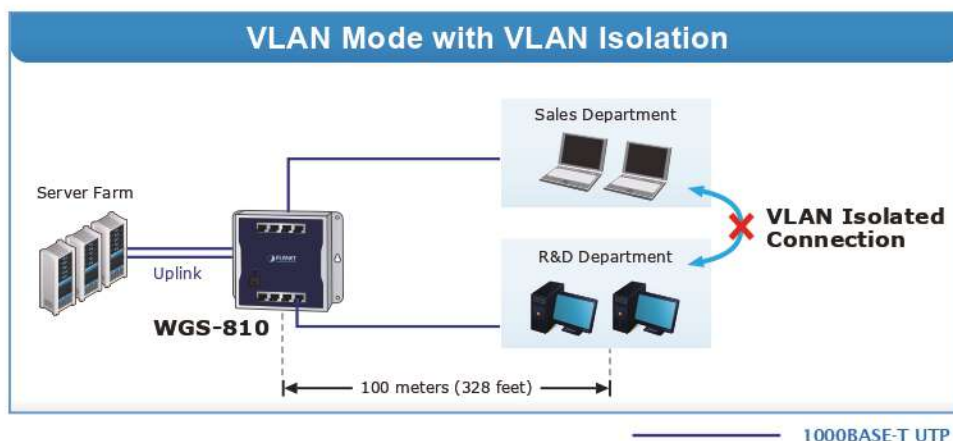 VLAN Mode with VLAN Isolation
Sales Department
Server Farm
VLAN Isolated
Connection
R&D Department
Uplink
PLANET
WGS-810
100 meters (328 feet)
1000BASE-T UTP